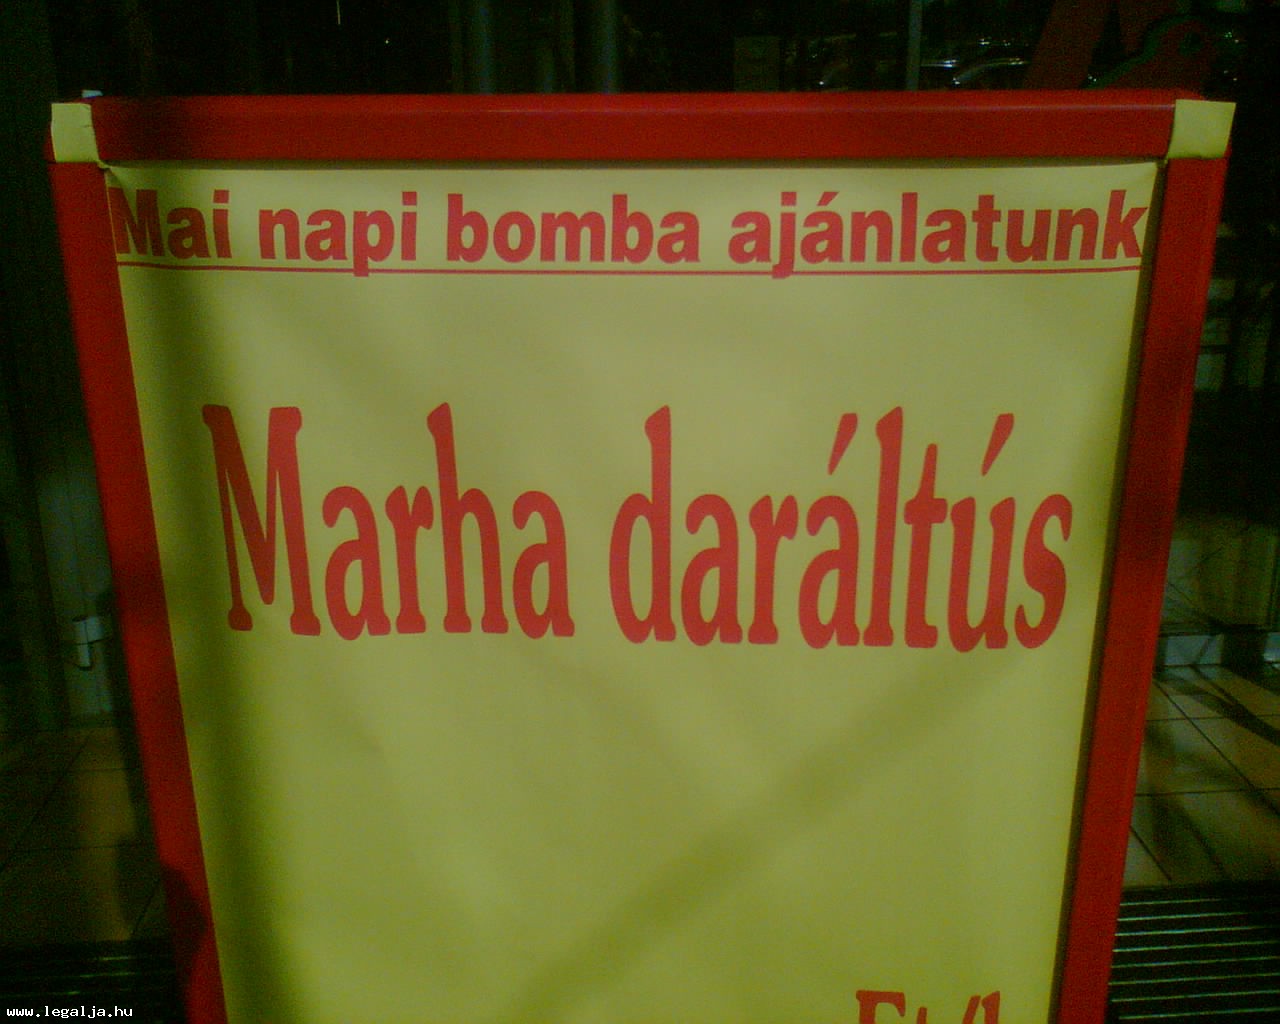 Mai napi bomba ajánlatunk
Marha daráltús
www.legalja.hu